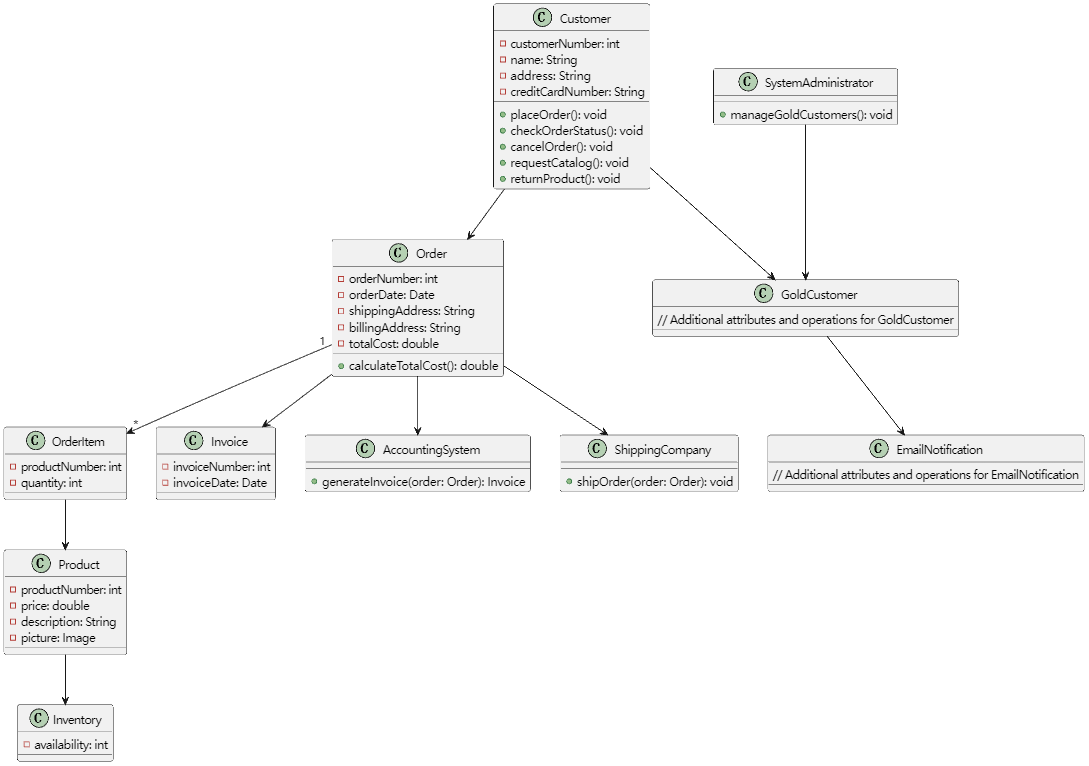 C Customer
customerNumber: int
name: String
address: String
creditCardNumber: String
placeOrder(): void
checkOrderStatus(): void
cancelOrder(): void
requestCatalog(): void
returnProduct(): void
C SystemAdministrator
manageGoldCustomers(): void
C Order
orderNumber: int
orderDate: Date
shippingAddress: String
billingAddress: String
totalCost: double
calculateTotalCost(): double
C GoldCustomer
// Additional attributes and operations for GoldCustomer
1
*
C OrderItem
productNumber: int
quantity: int
C Invoice
invoiceNumber: int
invoiceDate: Date
C AccountingSystem
generateInvoice(order: Order): Invoice
C ShippingCompany
shipOrder(order: Order): void
C EmailNotification
// Additional attributes and operations for EmailNotification
C Product
productNumber: int
price: double
description: String
picture: Image
C Inventory
availability: int